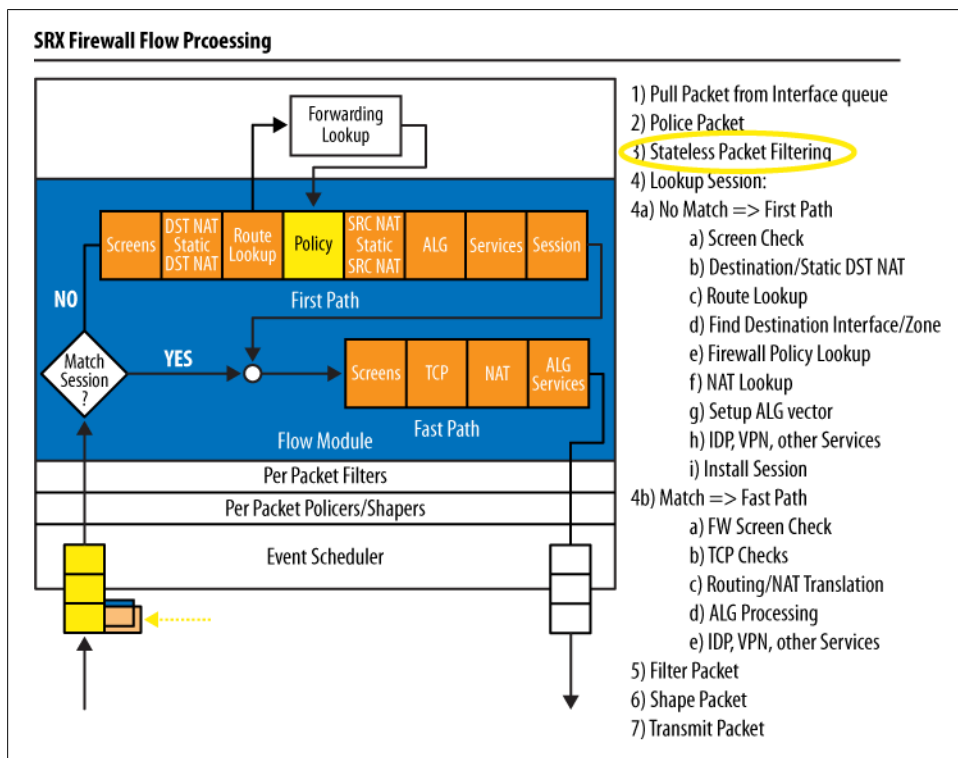 SRX Firewall Flow Prcoessing
Forwarding
Lookup
Screens
DST NAT
Static
DST NAT
Route
Lookup
Policy
SRC NAT
Static
SRC NAT
ALG
Services
Session
First Path
NO
Match
Session
?
YES
Screens
TCP
NAT
ALG
Services
Fast Path
Flow Module
Per Packet Filters
Per Packet Policers/Shapers
Event Scheduler
1) Pull Packet from Interface queue
2) Police Packet
3) Stateless Packet Filtering
4) Lookup Session:
4a) No Match => First Path
a) Screen Check
b) Destination/Static DST NAT
c) Route Lookup
d) Find Destination Interface/Zone
e) Firewall Policy Lookup
f) NAT Lookup
g) Setup ALG vector
h) IDP, VPN, other Services
i) Install Session
4b) Match => Fast Path
a) FW Screen Check
b) TCP Checks
c) Routing/NAT Translation
d) ALG Processing
e) IDP, VPN, other Services
5) Filter Packet
6) Shape Packet
7) Transmit Packet